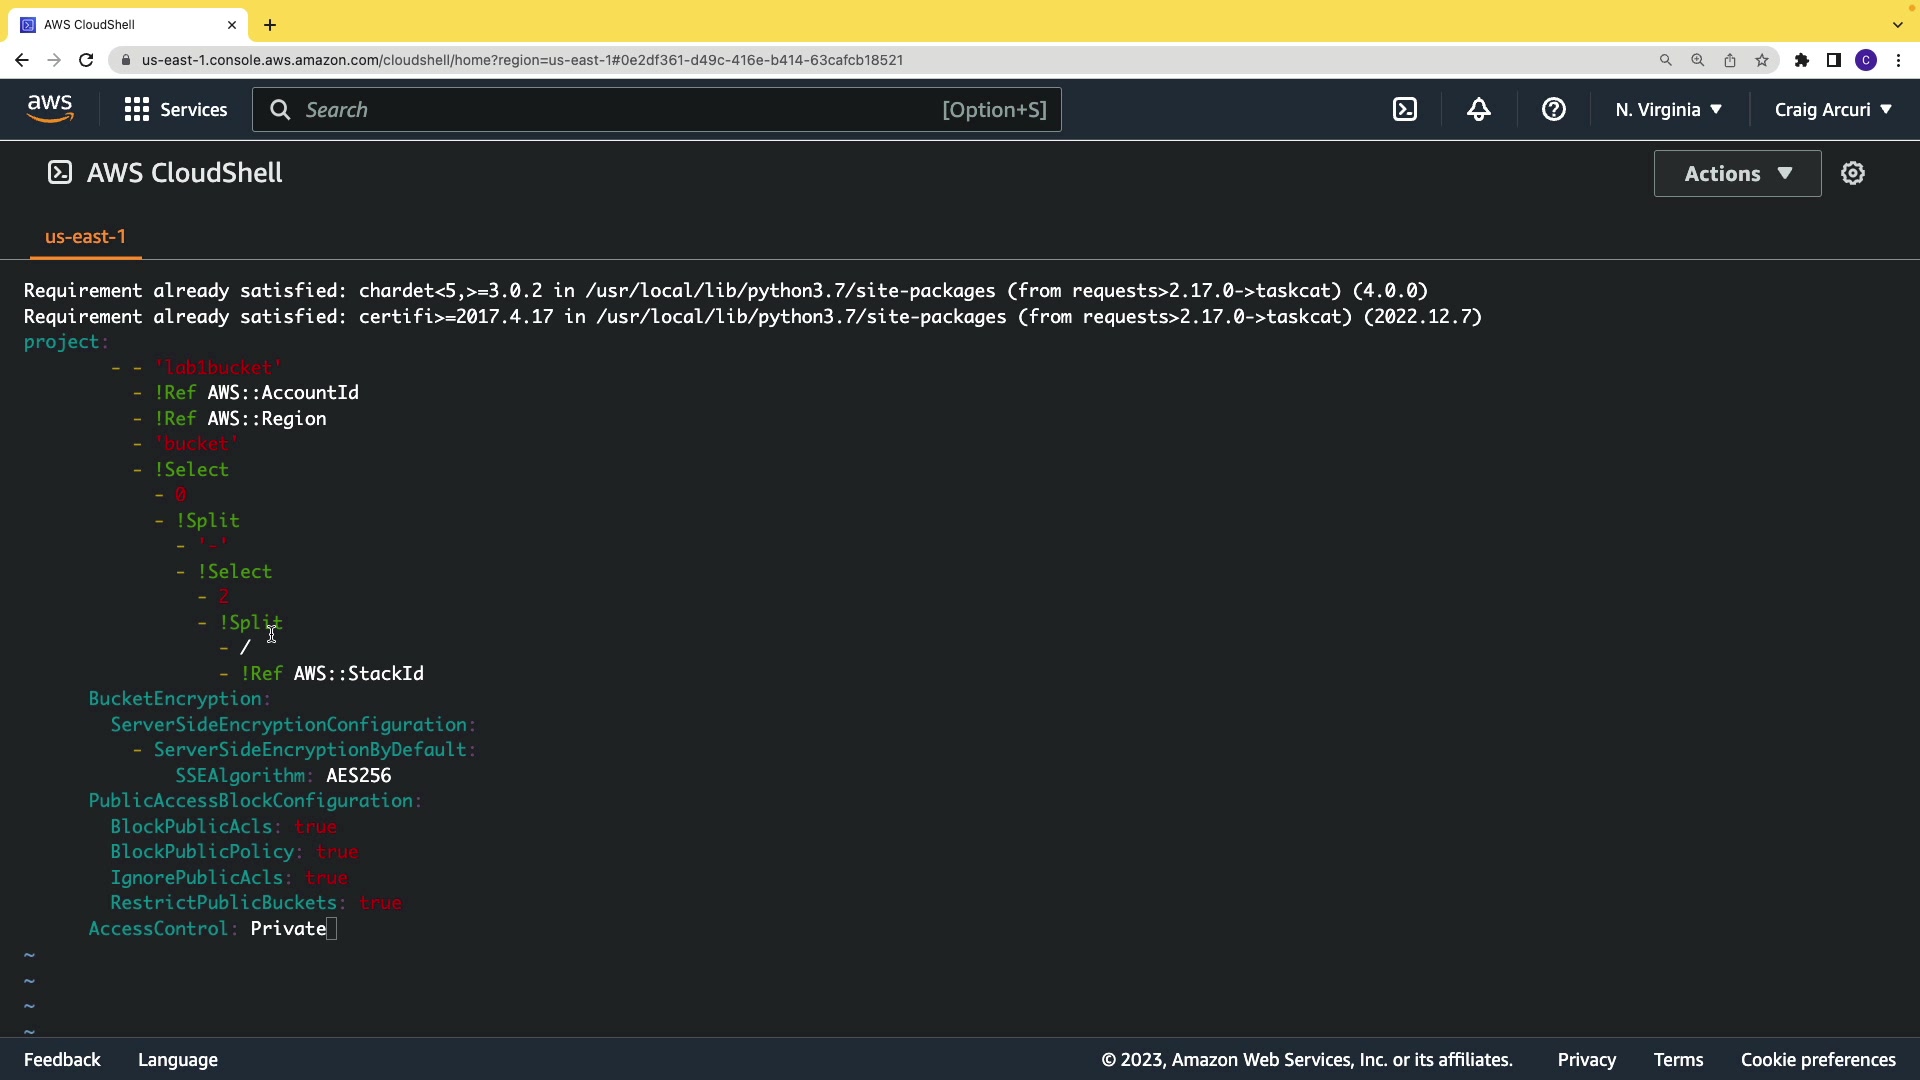 AWS CloudShell
us-east-1.console.aws.amazon.com/cloudshell/home?region=us-east-1#0e2df361-d49c-416e-b414-63cafcb18521
C
aws
Services
Search
[Option+S]
N. Virginia
Craig Arcuri
AWS CloudShell
Actions
us-east-1
Requirement already satisfied: chardet<5,>=3.0.2 in /usr/local/lib/python3.7/site-packages (from requests>2.17.0->taskcat) (4.0.0)
Requirement already satisfied: certifi>=2017.4.17 in /usr/local/lib/python3.7/site-packages (from requests>2.17.0->taskcat) (2022.12.7)
project:
- - 'lab1bucket'
- !Ref AWS::AccountId
- !Ref AWS::Region
- 'bucket'
- !Select
- 0
- !Split
- '-'
- !Select
- 2
- !Split
- /
- !Ref AWS::StackId
BucketEncryption:
ServerSideEncryptionConfiguration:
- ServerSideEncryptionByDefault:
SSEAlgorithm: AES256
PublicAccessBlockConfiguration:
BlockPublicAcls: true
BlockPublicPolicy: true
IgnorePublicAcls: true
RestrictPublicBuckets: true
AccessControl: Private
~
~
~
~
Feedback
Language
© 2023, Amazon Web Services, Inc. or its affiliates.
Privacy
Terms
Cookie preferences